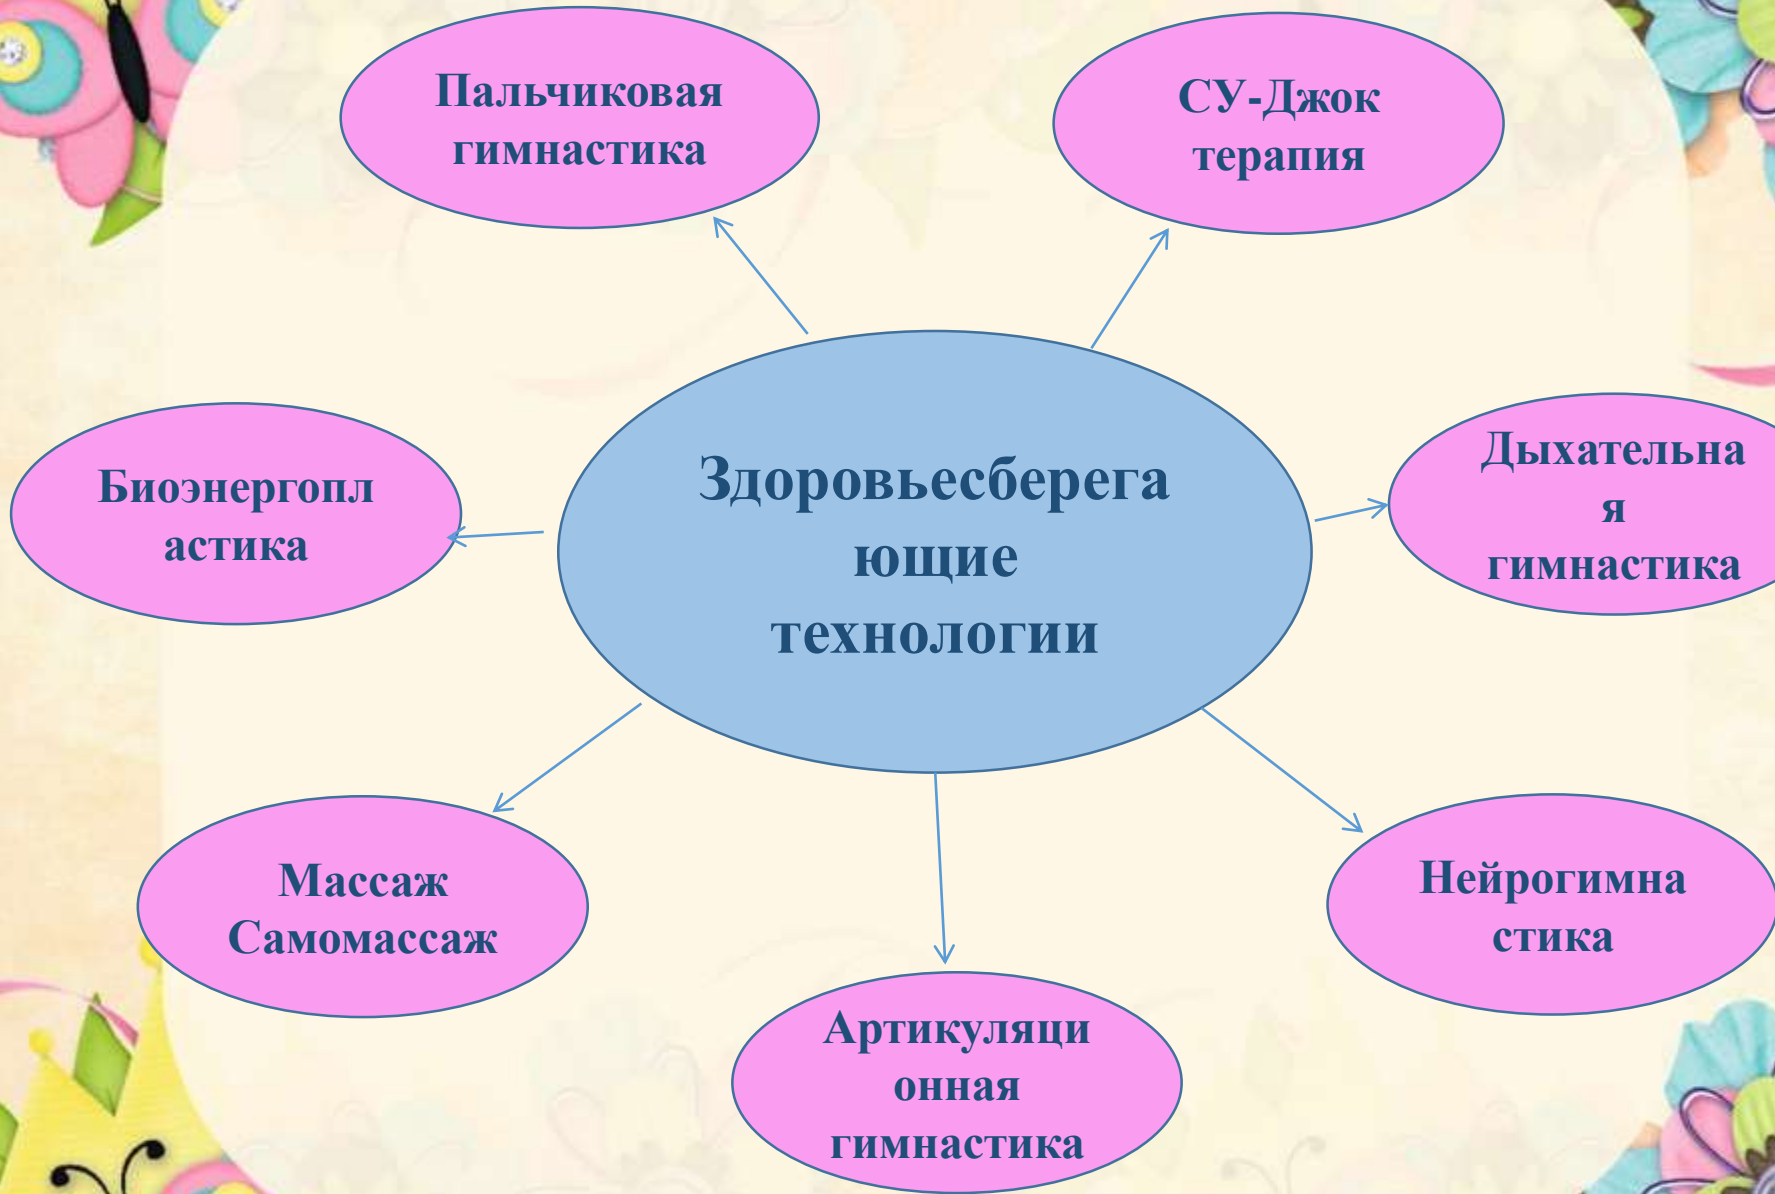 Пальчиковая
гимнастика
СУ-Джок
терапия
Биоэнергопл
астика
Здоровьесберега
ющие
технологии
Дыхательна
я
гимнастика
Массаж
Самомассаж
Артикуляци
онная
гимнастика
Нейрогимна
стика